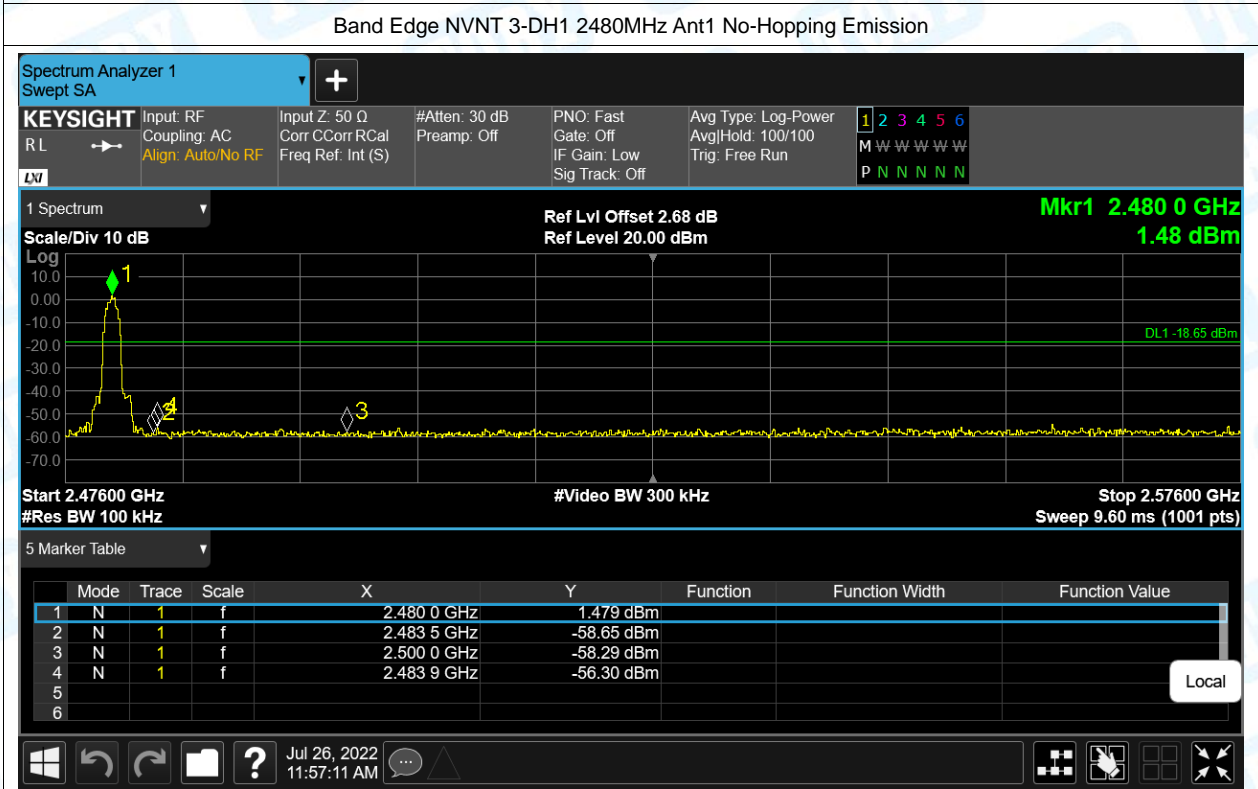 Band Edge NVNT 3-DH1 2480MHz Ant1 No-Hopping Emission
Spectrum Analyzer 1
Swept SA
KEYSIGHT
R L
LXI
Input: RF
Coupling: AC
Align: Auto/No RF
Input Z: 50 Ω
Corr CCorr RCal
Freq Ref: Int (S)
#Atten: 30 dB
Preamp: Off
PNO: Fast
Gate: Off
IF Gain: Low
Sig Track: Off
Avg Type: Log-Power
Avg|Hold: 100/100
Trig: Free Run
1 2 3 4 5 6
M W W W W W W
P N N N N N N
1 Spectrum
Scale/Div 10 dB
Ref Lvl Offset 2.68 dB
Ref Level 20.00 dBm
Mkr1 2.480 0 GHz
1.48 dBm
Log
10.0
0.00
-10.0
-20.0
-30.0
-40.0
-50.0
-60.0
-70.0
1
DL1 -18.65 dBm
2
4
3
Start 2.47600 GHz
#Video BW 300 kHz
Stop 2.57600 GHz
#Res BW 100 kHz
Sweep 9.60 ms (1001 pts)
5 Marker Table
Mode Trace Scale X Y Function Function Width Function Value
1 N 1 f 2.480 0 GHz 1.479 dBm
2 N 1 f 2.483 5 GHz -58.65 dBm
3 N 1 f 2.500 0 GHz -58.29 dBm
4 N 1 f 2.483 9 GHz -56.30 dBm
5
6
Local
?
Jul 26, 2022
11:57:11 AM